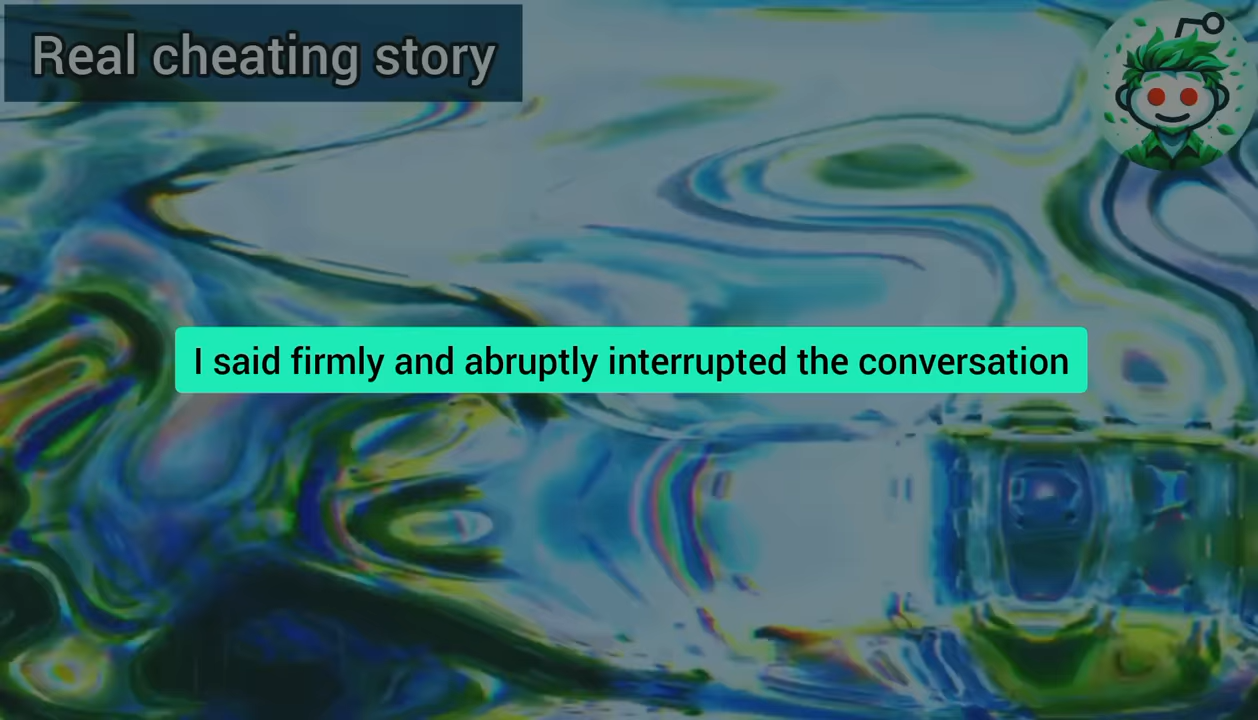 Real cheating story
I said firmly and abruptly interrupted the conversation